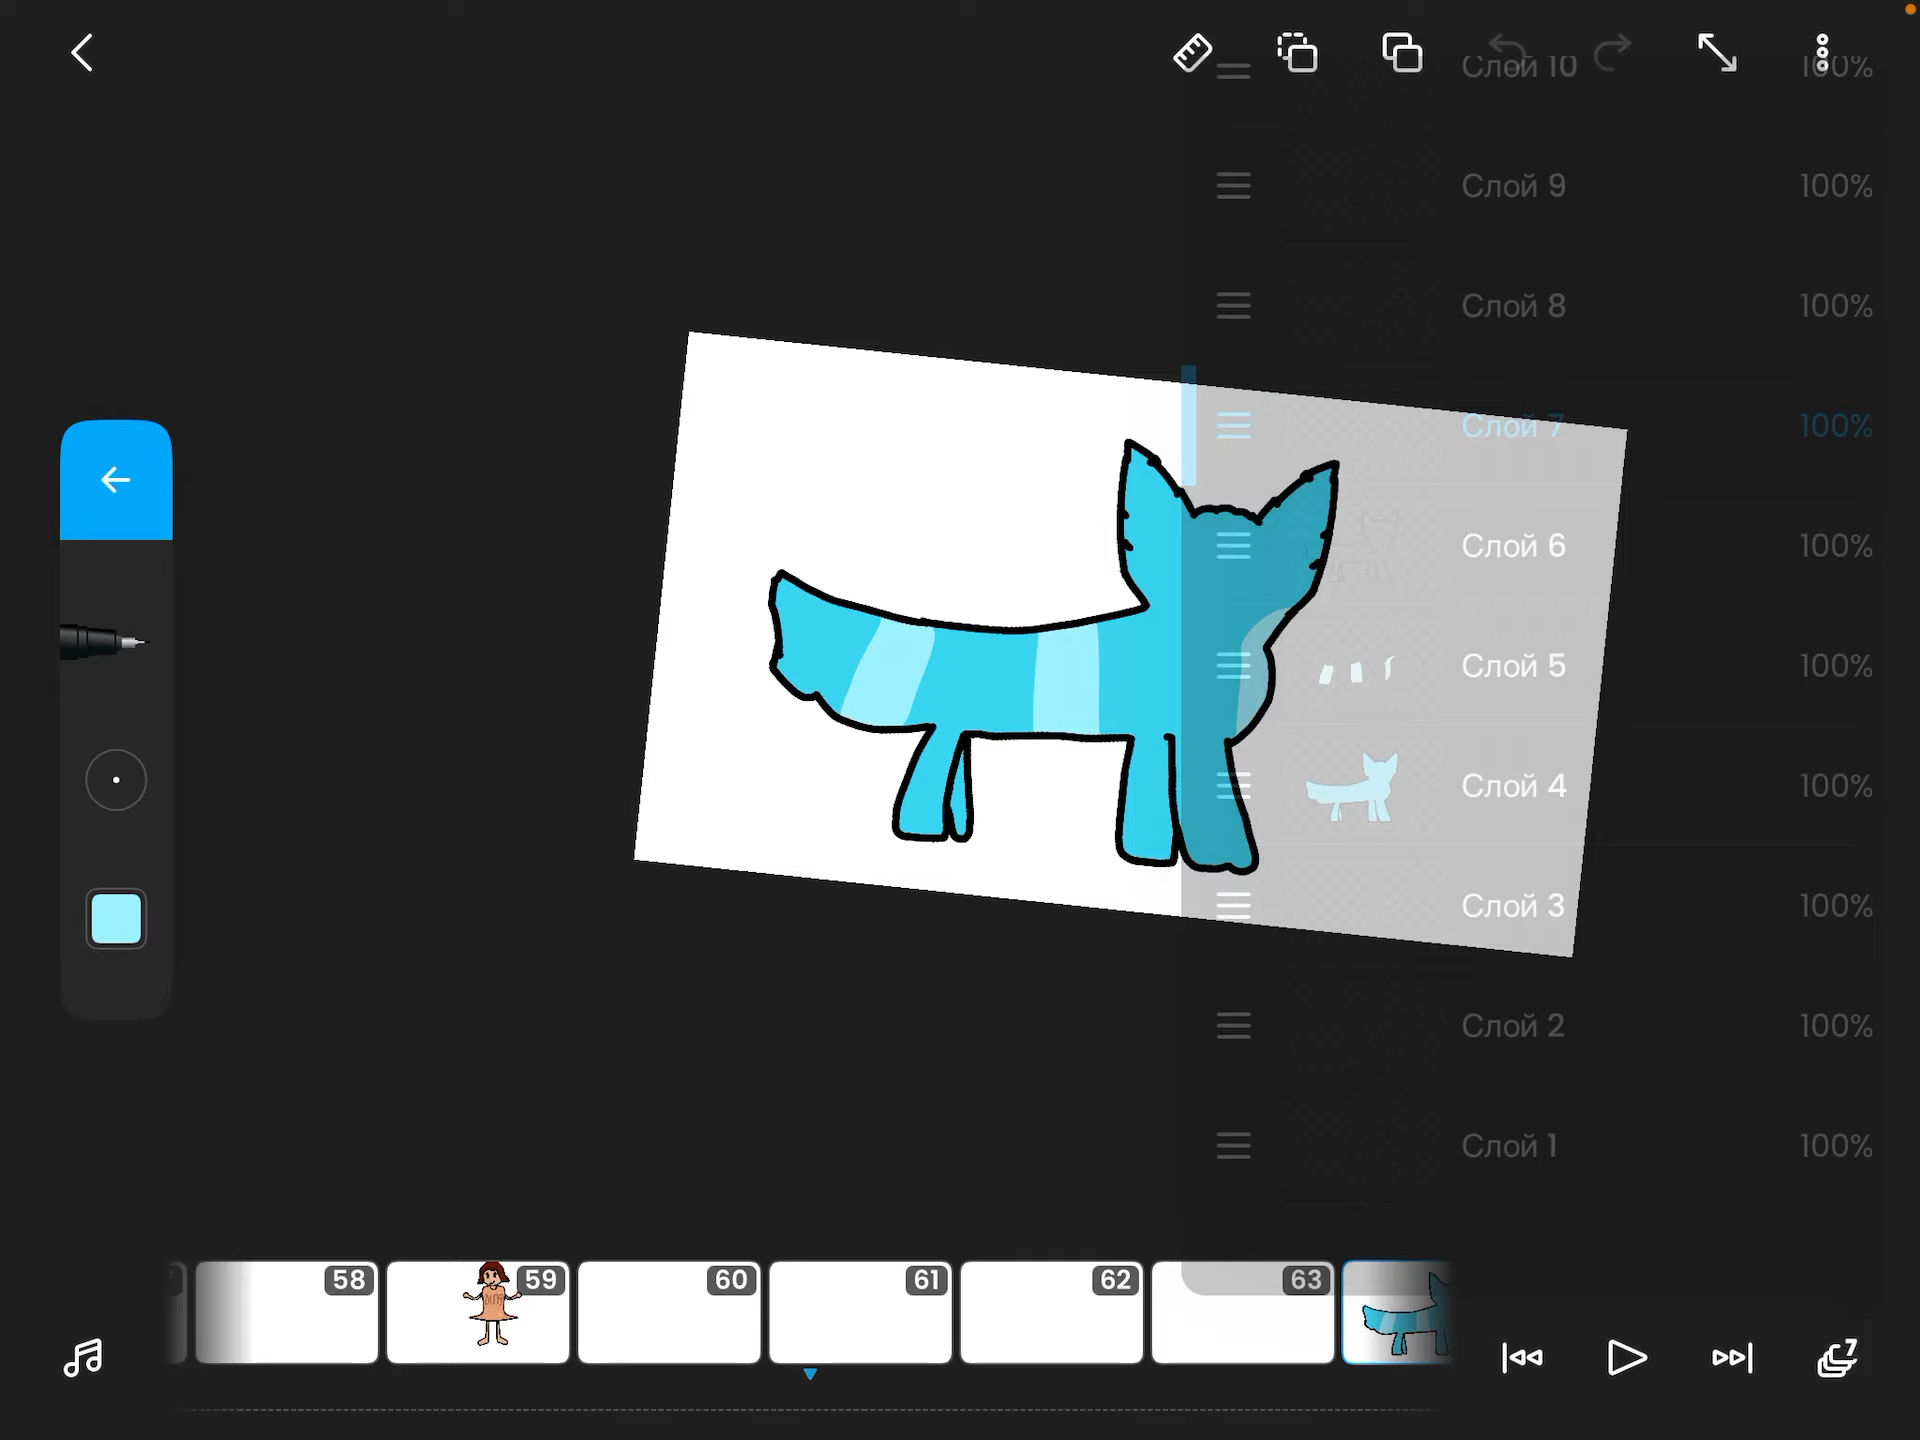 Слой 10 100%
Слой 9 100%
Слой 8 100%
Слой 7 100%
Слой 6 100%
Слой 5 100%
Слой 4 100%
Слой 3 100%
Слой 2 100%
Слой 1 100%
58 59 60 61 62 63
7